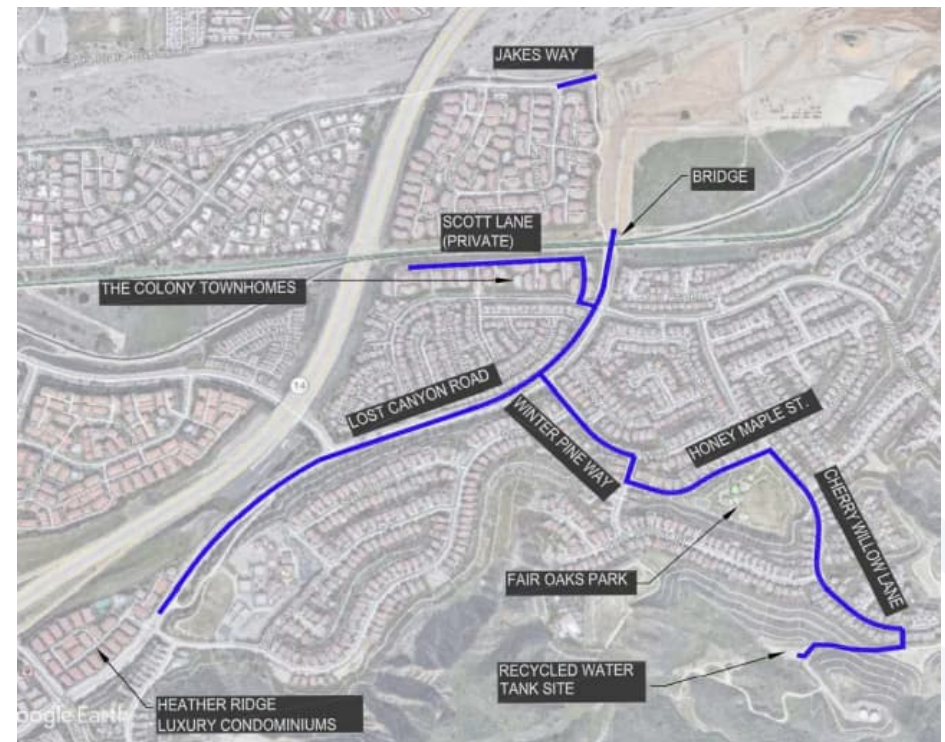 JAKES WAY
BRIDGE
SCOTT LANE
(PRIVATE)
THE COLONY TOWNHOMES
14
LOST CANYON ROAD
WINTER PINE WAY
HONEY MAPLE ST.
CHERRY WILLOW LANE
FAIR OAKS PARK
RECYCLED WATER
TANK SITE
HEATHER RIDGE
LUXURY CONDOMINIUMS
oogle Earth